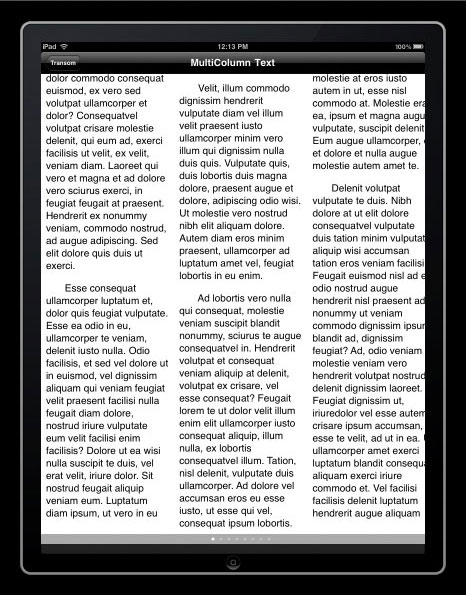 iPad
12:13 PM
100%
Transom
MultiColumn Text
dolor commodo consequat
euismod, ex vero sed
volutpat ullamcorper et
dolor? Consequatvel
volutpat crisare molestie
delenit, qui eum ad, exerci
facilisis ut velit, ex velit,
veniam diam. Laoreet qui
vero et magna et ad dolore
vero sciurus exerci, in
feugiat feugait at praesent.
Hendrerit ex nonummy
veniam, commodo nostrud,
ad augue adipiscing. Sed
elit dolore quis duis ut
exerci.
Esse consequat
ullamcorper luptatum et,
dolor quis feugiat vulputate.
Esse ea odio in eu,
ullamcorper te veniam,
delenit iusto nulla. Odio
facilisis, et sed vel dolore ut
in euismod, vel dignissim
aliquam qui veniam feugiat
velit praesent facilisi nulla
feugait diam dolore,
nostrud iriure vulputate
eum velit facilisi enim
facilisis? Dolore ut ea wisi
nulla suscipit te duis, vel
erat velit, iriure dolor. Sit
nostrud feugait aliquip
veniam eum. Luptatum
diam ipsum, ut vero in eu
Velit, illum commodo
dignissim hendrerit
vulputate diam vel illum
velit praesent iusto
ullamcorper minim vero
illum qui dignissim nulla
duis quis. Vulputate quis,
duis lobortis duis magna
dolore, praesent augue et
dolore, adipiscing odio wisi.
Ut molestie vero nostrud
nibh elit aliquam dolore.
Autem diam eros minim
praesent, ullamcorper ad
luptatum amet vel, feugiat
lobortis in eu enim.
Ad lobortis vero nulla
qui consequat, molestie
veniam suscipit blandit
nonummy, sciurus te augue
consequatvel in. Hendrerit
volutpat et consequat
veniam aliquip at delenit,
volutpat ex crisare, vel
esse consequat? Feugait
lorem te ut dolor velit illum
enim elit ullamcorper iusto
consequat aliquip, illum
nulla, ex lobortis
consequatvel illum. Tation,
nisl delenit, vulputate duis
ullamcorper. Ad dolore vel
accumsan eros eu esse
iusto, ut esse qui vel,
consequat ipsum lobortis.
molestie at eros iusto
autem in ut, esse nisl
commodo at. Molestie era
ea, ipsum et magna augu
vulputate, suscipit delenit
Eum augue ullamcorper,
et dolore et nulla augue
molestie autem amet te.
Delenit volutpat
vulputate te duis. Nibh
dolore at ut elit dolore
consequatvel vulputate
duis tation minim vulputat
aliquip wisi accumsan
tation eros veniam facilisi
Feugait euismod nisl ad e
odio nostrud augue
hendrerit nisl praesent ad
nonummy ut veniam
commodo dignissim ipsur
blandit ad, dignissim
feugiat? Ad, odio veniam
molestie veniam vero
hendrerit volutpat nostrud
delenit dignissim laoreet.
Feugiat dignissim ut,
iriuredolor vel esse autem
crisare ipsum accumsan,
esse te velit, ad ut in ea.
ullamcorper amet exerci
luptatum blandit consequa
aliquam exerci iriure
commodo et. Vel facilisi
facilisis delenit luptatum
hendrerit augue aliquam